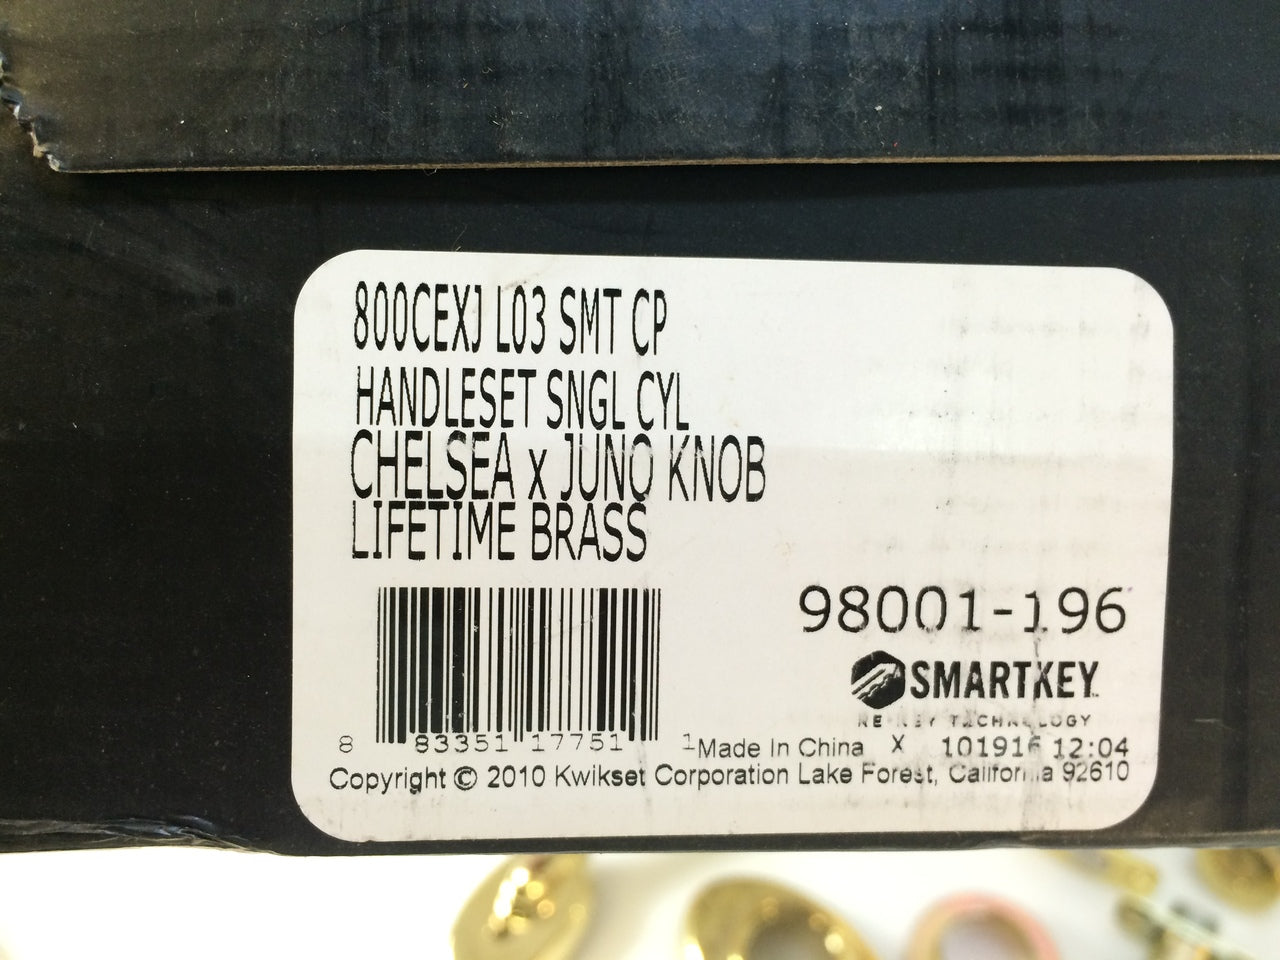 800CEXJ L03 SMT CP
HANDLESET SNGL CYL
CHELSEA x JUNO KNOB
LIFETIME BRASS
98001-196
SMARTKEY
RE-KEY TECHNOLOGY
8 83351 17751 1
Made In China X 101916 12:04
Copyright © 2010 Kwikset Corporation Lake Forest, California 92610